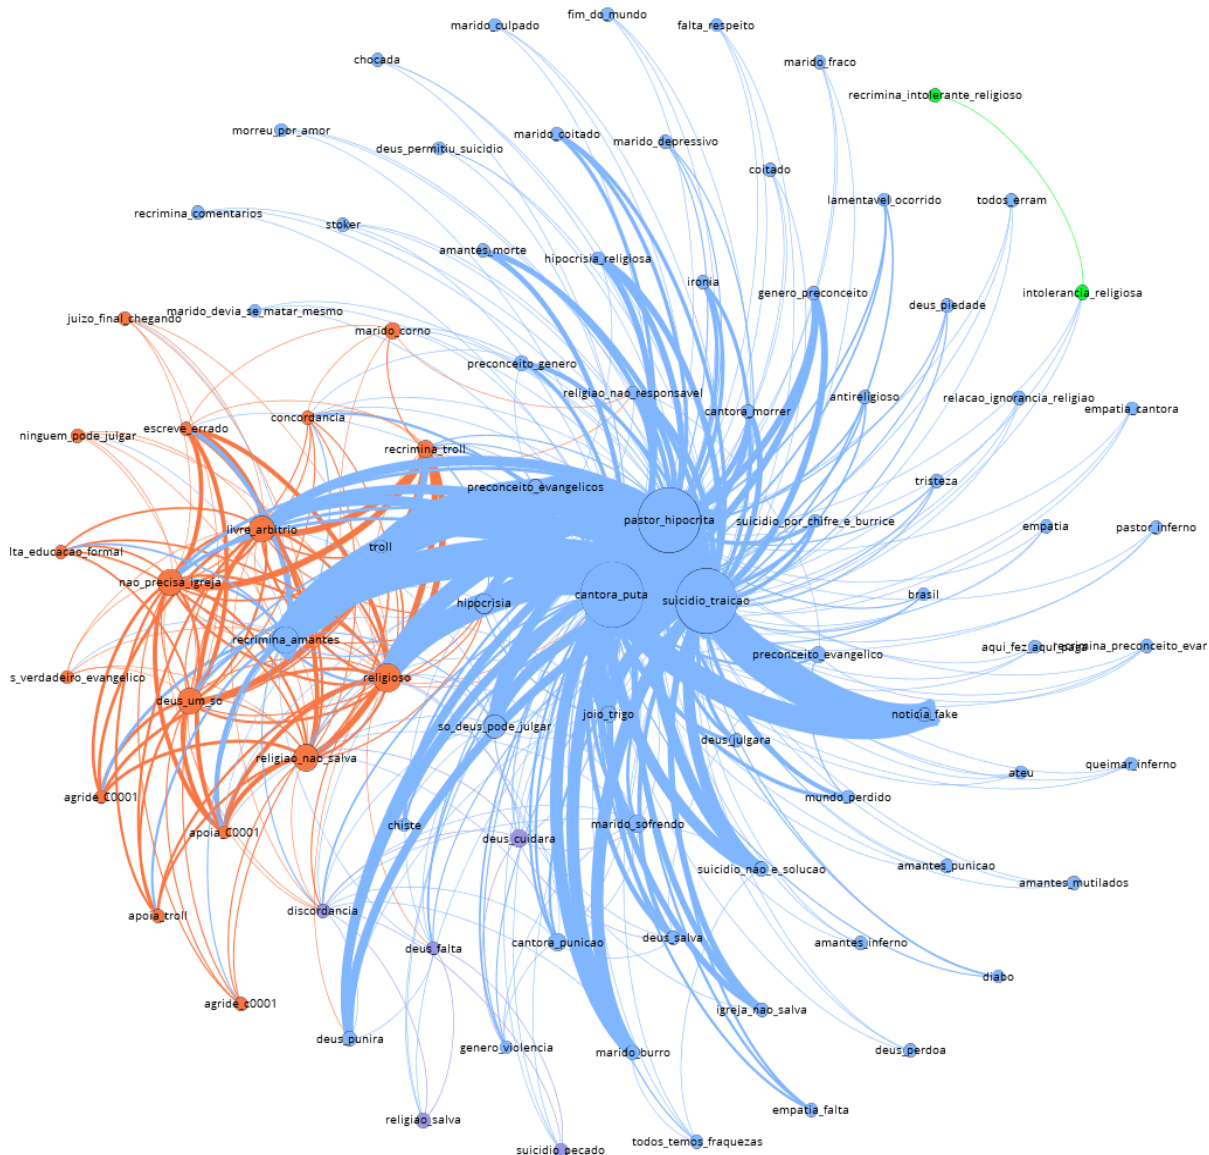 fim_do_mundo
marido_culpado
falta_respeito
chocada
marido_fraco
recrimina_intolerante_religioso
morreu_por_amor
marido_coitado
deus_permitiu_suicidio
marido_depressivo
coitado
recrimina_comentarios
stoker
lamentavel_ocorrido
todos_erram
amantes_morte
hipocrisia_religiosa
ironia
genero_preconceito
intolerancia_religiosa
deus_piedade
marido_devia_se_matar_mesmo
juizo_final_chegando
marido_corno
preconceito_genero
religiao_nao_responsavel
antireligioso
relacao_ignorancia_religiao
cantora_morrer
empatia_cantora
concordancia
escreve_errado
ninguem_pode_julgar
recrimina_troll
preconceito_evangelicos
tristeza
pastor_hipocrita
suicidio_por_chifre_e_burrice
empatia
pastor_inferno
livre_arbitrio
troll
lta_educacao_formal
nao_precisa_igreja
cantora_puta
suicidio_traicao
brasil
hipocrisia
recrimina_amantes
preconceito_evangelico
aqui_fez_aqui_paga
recrimina_preconceito_evan
s_verdadeiro_evangelico
religioso
deus_um_so
joio_trigo
noticia_fake
so_deus_pode_julgar
deus_julgara
religiao_nao_salva
ateu
queimar_inferno
agride_C0001
mundo_perdido
chiste
marido_sofrendo
apoia_C0001
deus_cuidara
suicidio_não_e_solucao
amantes_punicao
amantes_mutilados
apoia_troll
discordancia
deus_falta
cantora_punicao
deus_salva
amantes_inferno
diabo
agride_c0001
igreja_nao_salva
deus_punira
genero_violencia
marido_burro
deus_perdoa
religiao_salva
empatia_falta
suicidio_pecado
todos_temos_fraquezas